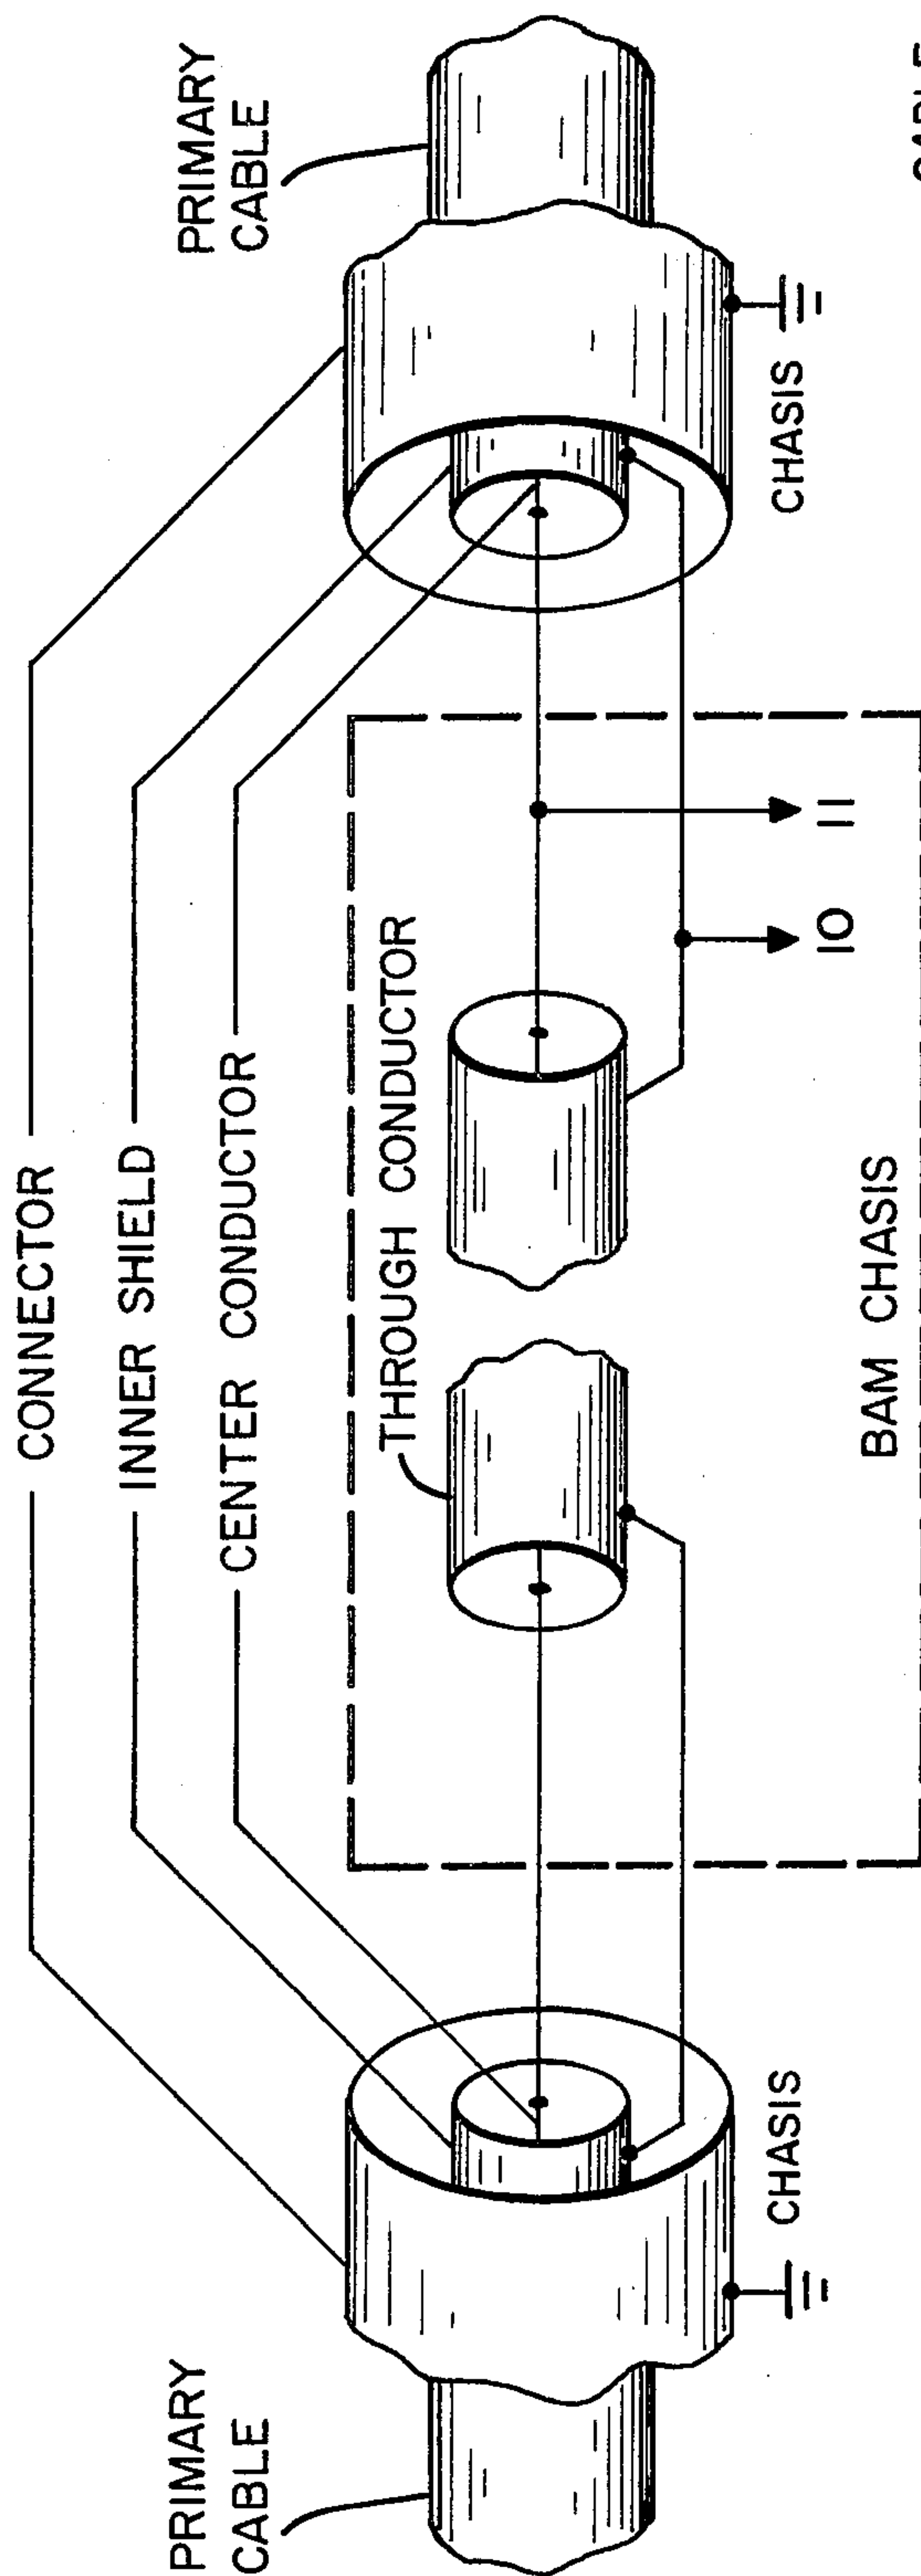 CONNECTOR
INNER SHIELD
CENTER CONDUCTOR
PRIMARY
CABLE
PRIMARY
CABLE
THROUGH CONDUCTOR
CHASIS
CHASIS
10
11
BAM CHASIS